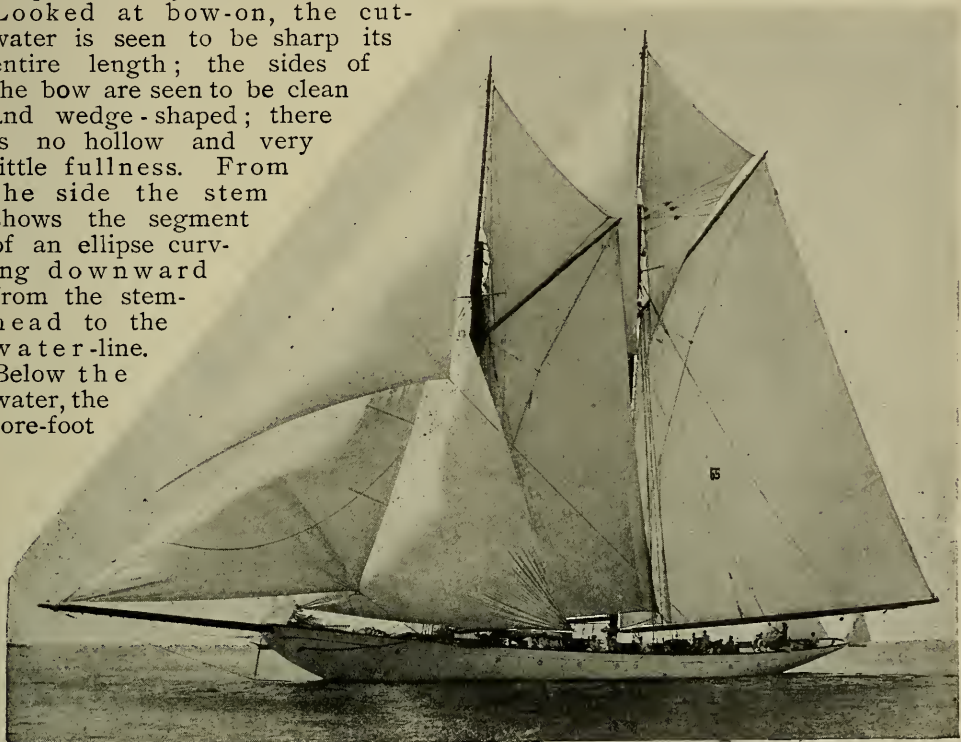 Looked at bow-on, the cut-
water is seen to be sharp its
entire length; the sides of
the bow are seen to be clean
and wedge-shaped; there
is no hollow and very
little fullness. From
the side the stem
shows the segment
of an ellipse curv-
ing downward
from the stem-
head to the
water-line.
Below the
water, the
fore-foot